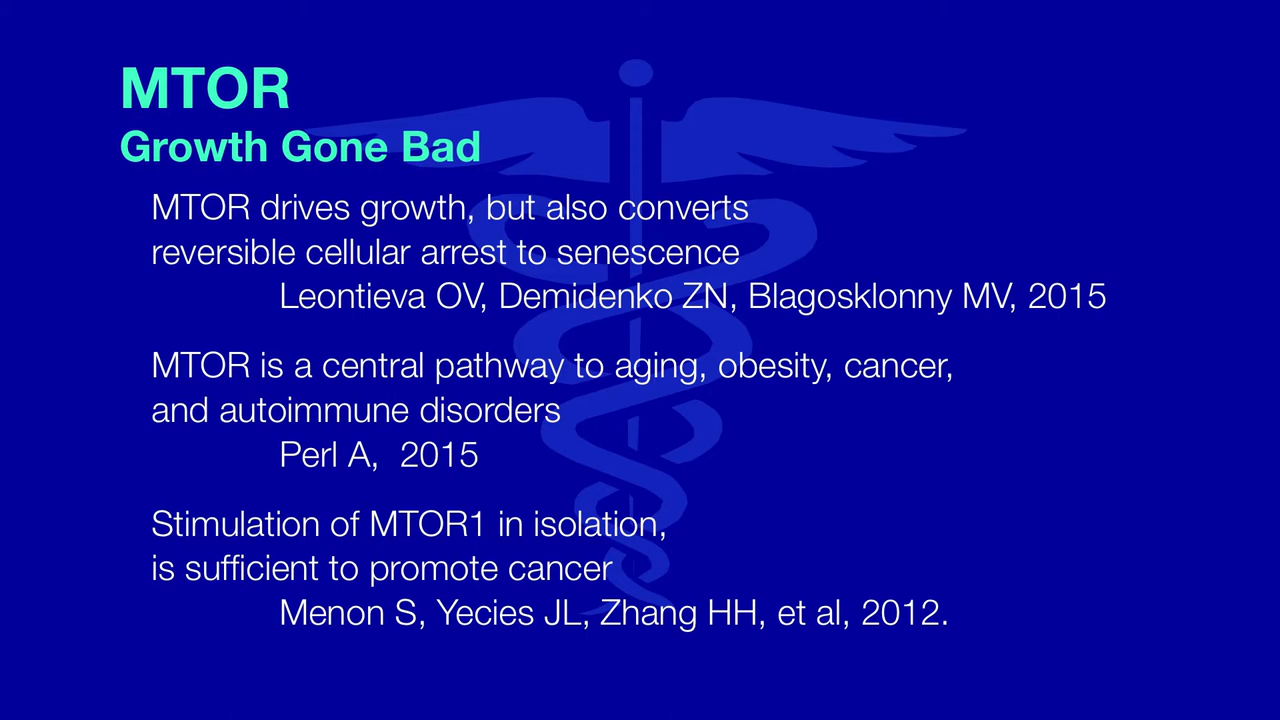 MTOR
Growth Gone Bad
MTOR drives growth, but also converts
reversible cellular arrest to senescence
Leontieva OV, Demidenko ZN, Blagosklonny MV, 2015
MTOR is a central pathway to aging, obesity, cancer,
and autoimmune disorders
Perl A,  2015
Stimulation of MTOR1 in isolation,
is sufficient to promote cancer
Menon S, Yecies JL, Zhang HH, et al, 2012.